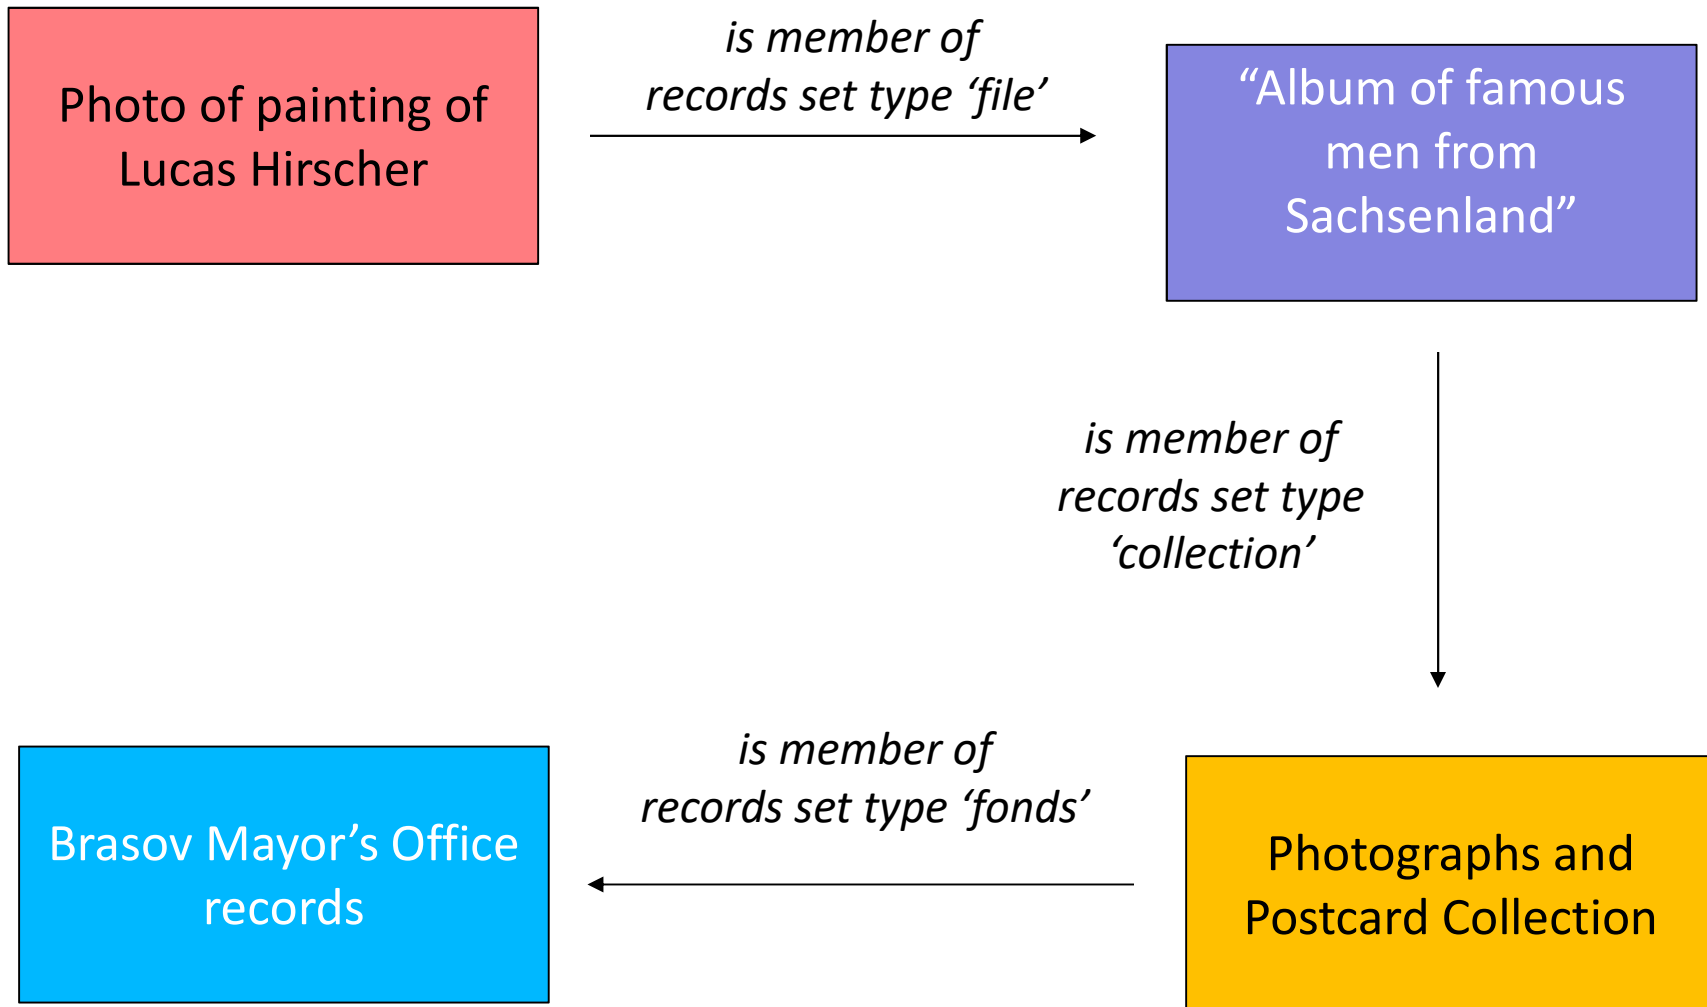 Photo of painting of
Lucas Hirscher
is member of
records set type ‘file’
“Album of famous
men from
Sachsenland”
is member of
records set type
‘collection’
Photographs and
Postcard Collection
is member of
records set type ‘fonds’
Brasov Mayor’s Office
records